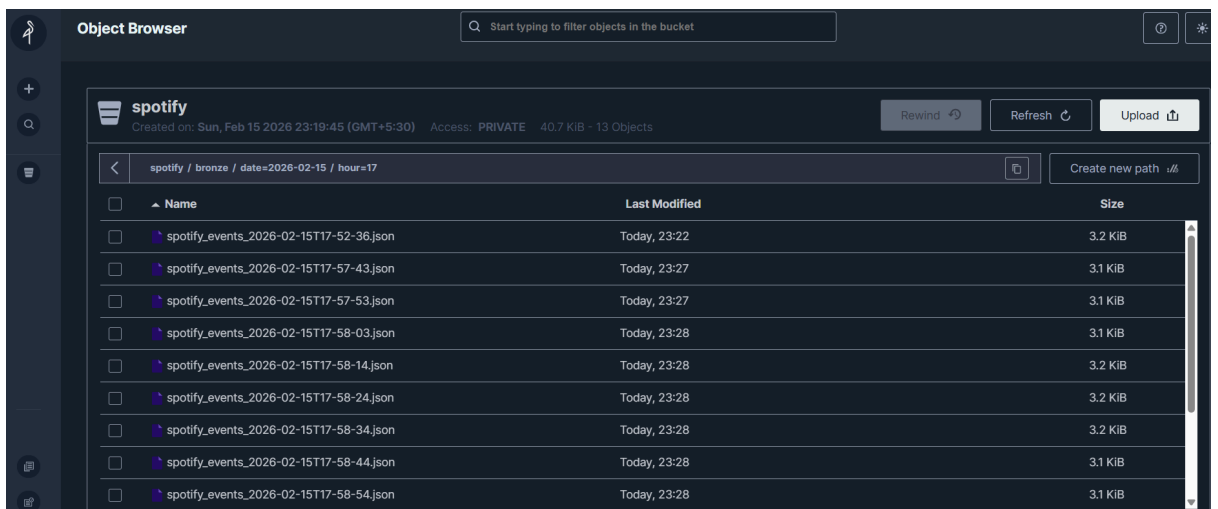 Object Browser
Start typing to filter objects in the bucket
spotify
Created on: Sun, Feb 15 2026 23:19:45 (GMT+5:30) Access: PRIVATE 40.7 KiB - 13 Objects
Rewind
Refresh
Upload
spotify / bronze / date=2026-02-15 / hour=17
Create new path
Name Last Modified Size
spotify_events_2026-02-15T17-52-36.json Today, 23:22 3.2 KiB
spotify_events_2026-02-15T17-57-43.json Today, 23:27 3.1 KiB
spotify_events_2026-02-15T17-57-53.json Today, 23:27 3.1 KiB
spotify_events_2026-02-15T17-58-03.json Today, 23:28 3.1 KiB
spotify_events_2026-02-15T17-58-14.json Today, 23:28 3.2 KiB
spotify_events_2026-02-15T17-58-24.json Today, 23:28 3.2 KiB
spotify_events_2026-02-15T17-58-34.json Today, 23:28 3.2 KiB
spotify_events_2026-02-15T17-58-44.json Today, 23:28 3.1 KiB
spotify_events_2026-02-15T17-58-54.json Today, 23:28 3.1 KiB